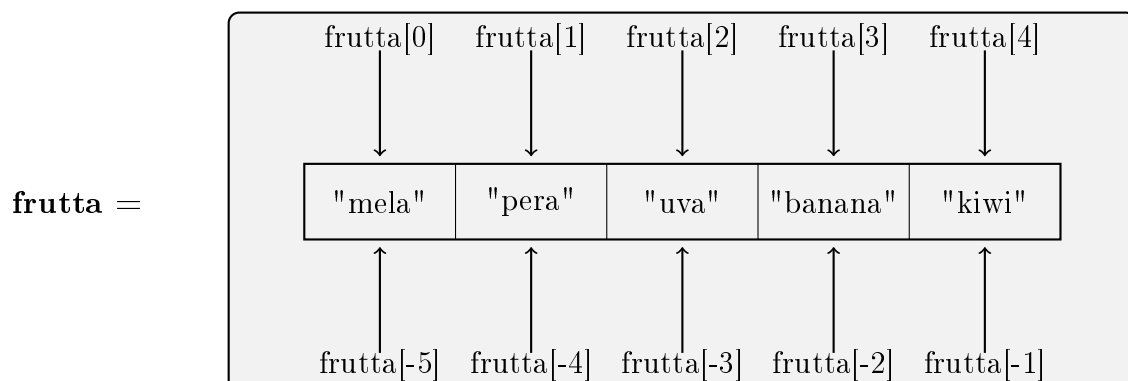 frutta[0] frutta[1] frutta[2] frutta[3] frutta[4]
frutta = "mela" "pera" "uva" "banana" "kiwi"
frutta[-5] frutta[-4] frutta[-3] frutta[-2] frutta[-1]